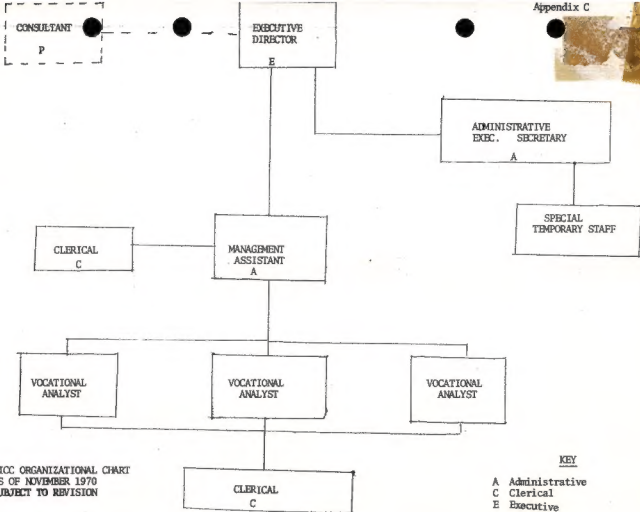 Appendix C
CONSULTANT
P
EXECUTIVE
DIRECTOR
E
ADMINISTRATIVE
EXEC. SECRETARY
A
SPECIAL
TEMPORARY STAFF
CLERICAL
C
MANAGEMENT
ASSISTANT
A
VOCATIONAL
ANALYST
VOCATIONAL
ANALYST
VOCATIONAL
ANALYST
ICC ORGANIZATIONAL CHART
OF NOVEMBER 1970
TO REVISION
CLERICAL
C
KEY
A Administrative
C Clerical
E Executive